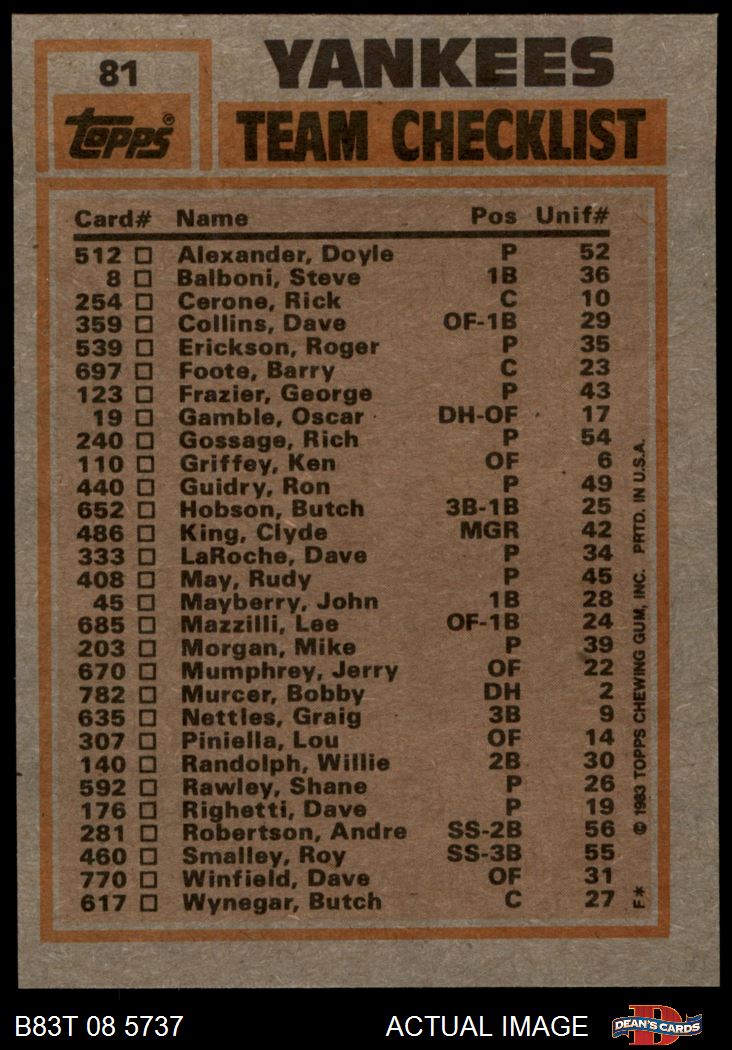 81
YANKEES
Topps®
TEAM CHECKLIST
Card# Name Pos Unif#
512 □ Alexander, Doyle P 52
8 □ Balboni, Steve 1B 36
254 □ Cerone, Rick C 10
359 □ Collins, Dave OF-1B 29
539 □ Erickson, Roger P 35
697 □ Foote, Barry C 23
123 □ Frazier, George P 43
19 □ Gamble, Oscar DH-OF 17
240 □ Gossage, Rich P 54
110 □ Griffey, Ken OF 6
440 □ Guidry, Ron P 49
652 □ Hobson, Butch 3B-1B 25
486 □ King, Clyde MGR 42
333 □ LaRoche, Dave P 34
408 □ May, Rudy P 45
45 □ Mayberry, John 1B 28
685 □ Mazzilli, Lee OF-1B 24
203 □ Morgan, Mike P 39
670 □ Mumphrey, Jerry OF 22
782 □ Murcer, Bobby DH 2
635 □ Nettles, Graig 3B 9
307 □ Piniella, Lou OF 14
140 □ Randolph, Willie 2B 30
592 □ Rawley, Shane P 26
176 □ Righetti, Dave P 19
281 □ Robertson, Andre SS-2B 56
460 □ Smalley, Roy SS-3B 55
770 □ Winfield, Dave OF 31
617 □ Wynegar, Butch C 27
F* © 1983 TOPPS CHEWING GUM, INC. PRTD. IN U.S.A.
B83T 08 5737 ACTUAL IMAGE D DEAN'S CARDS